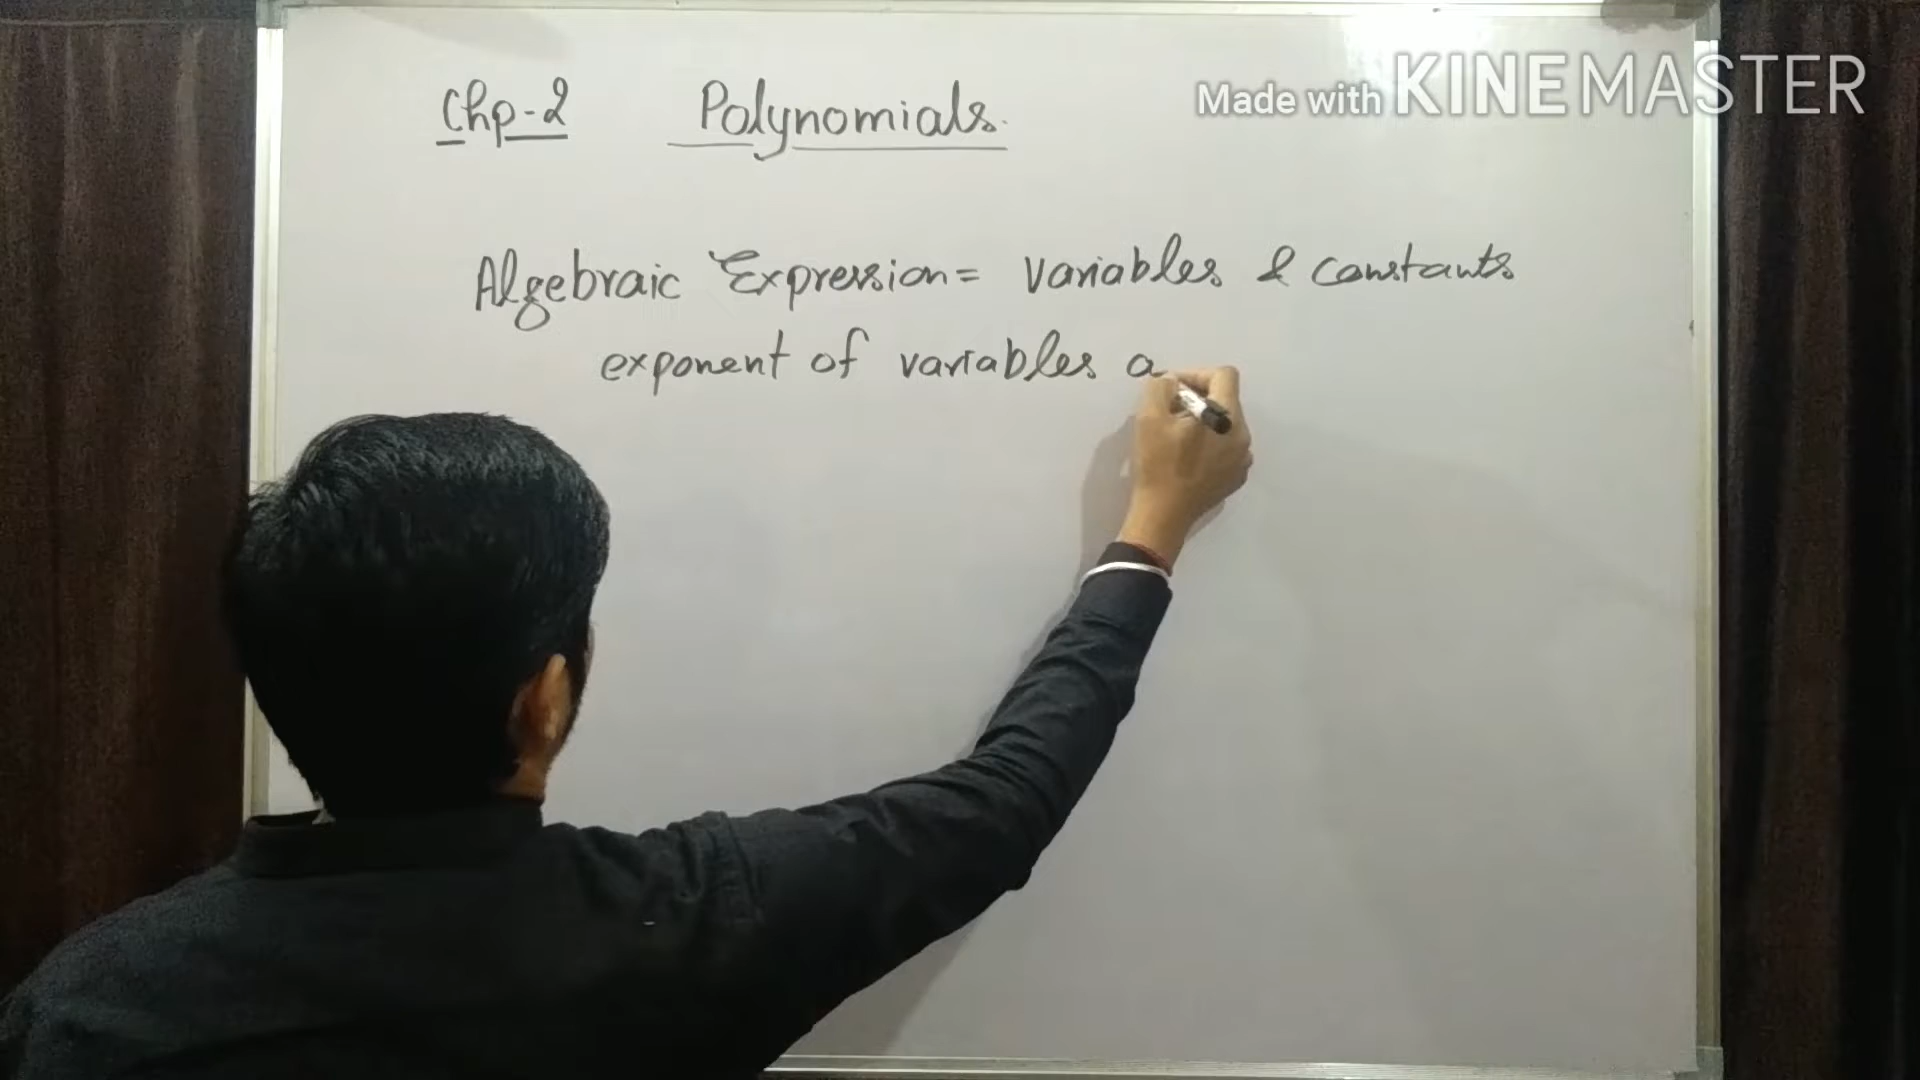 Chp-2 Polynomials.
Made with KINEMASTER
Algebraic Expression = variables & constants
exponent of variables a